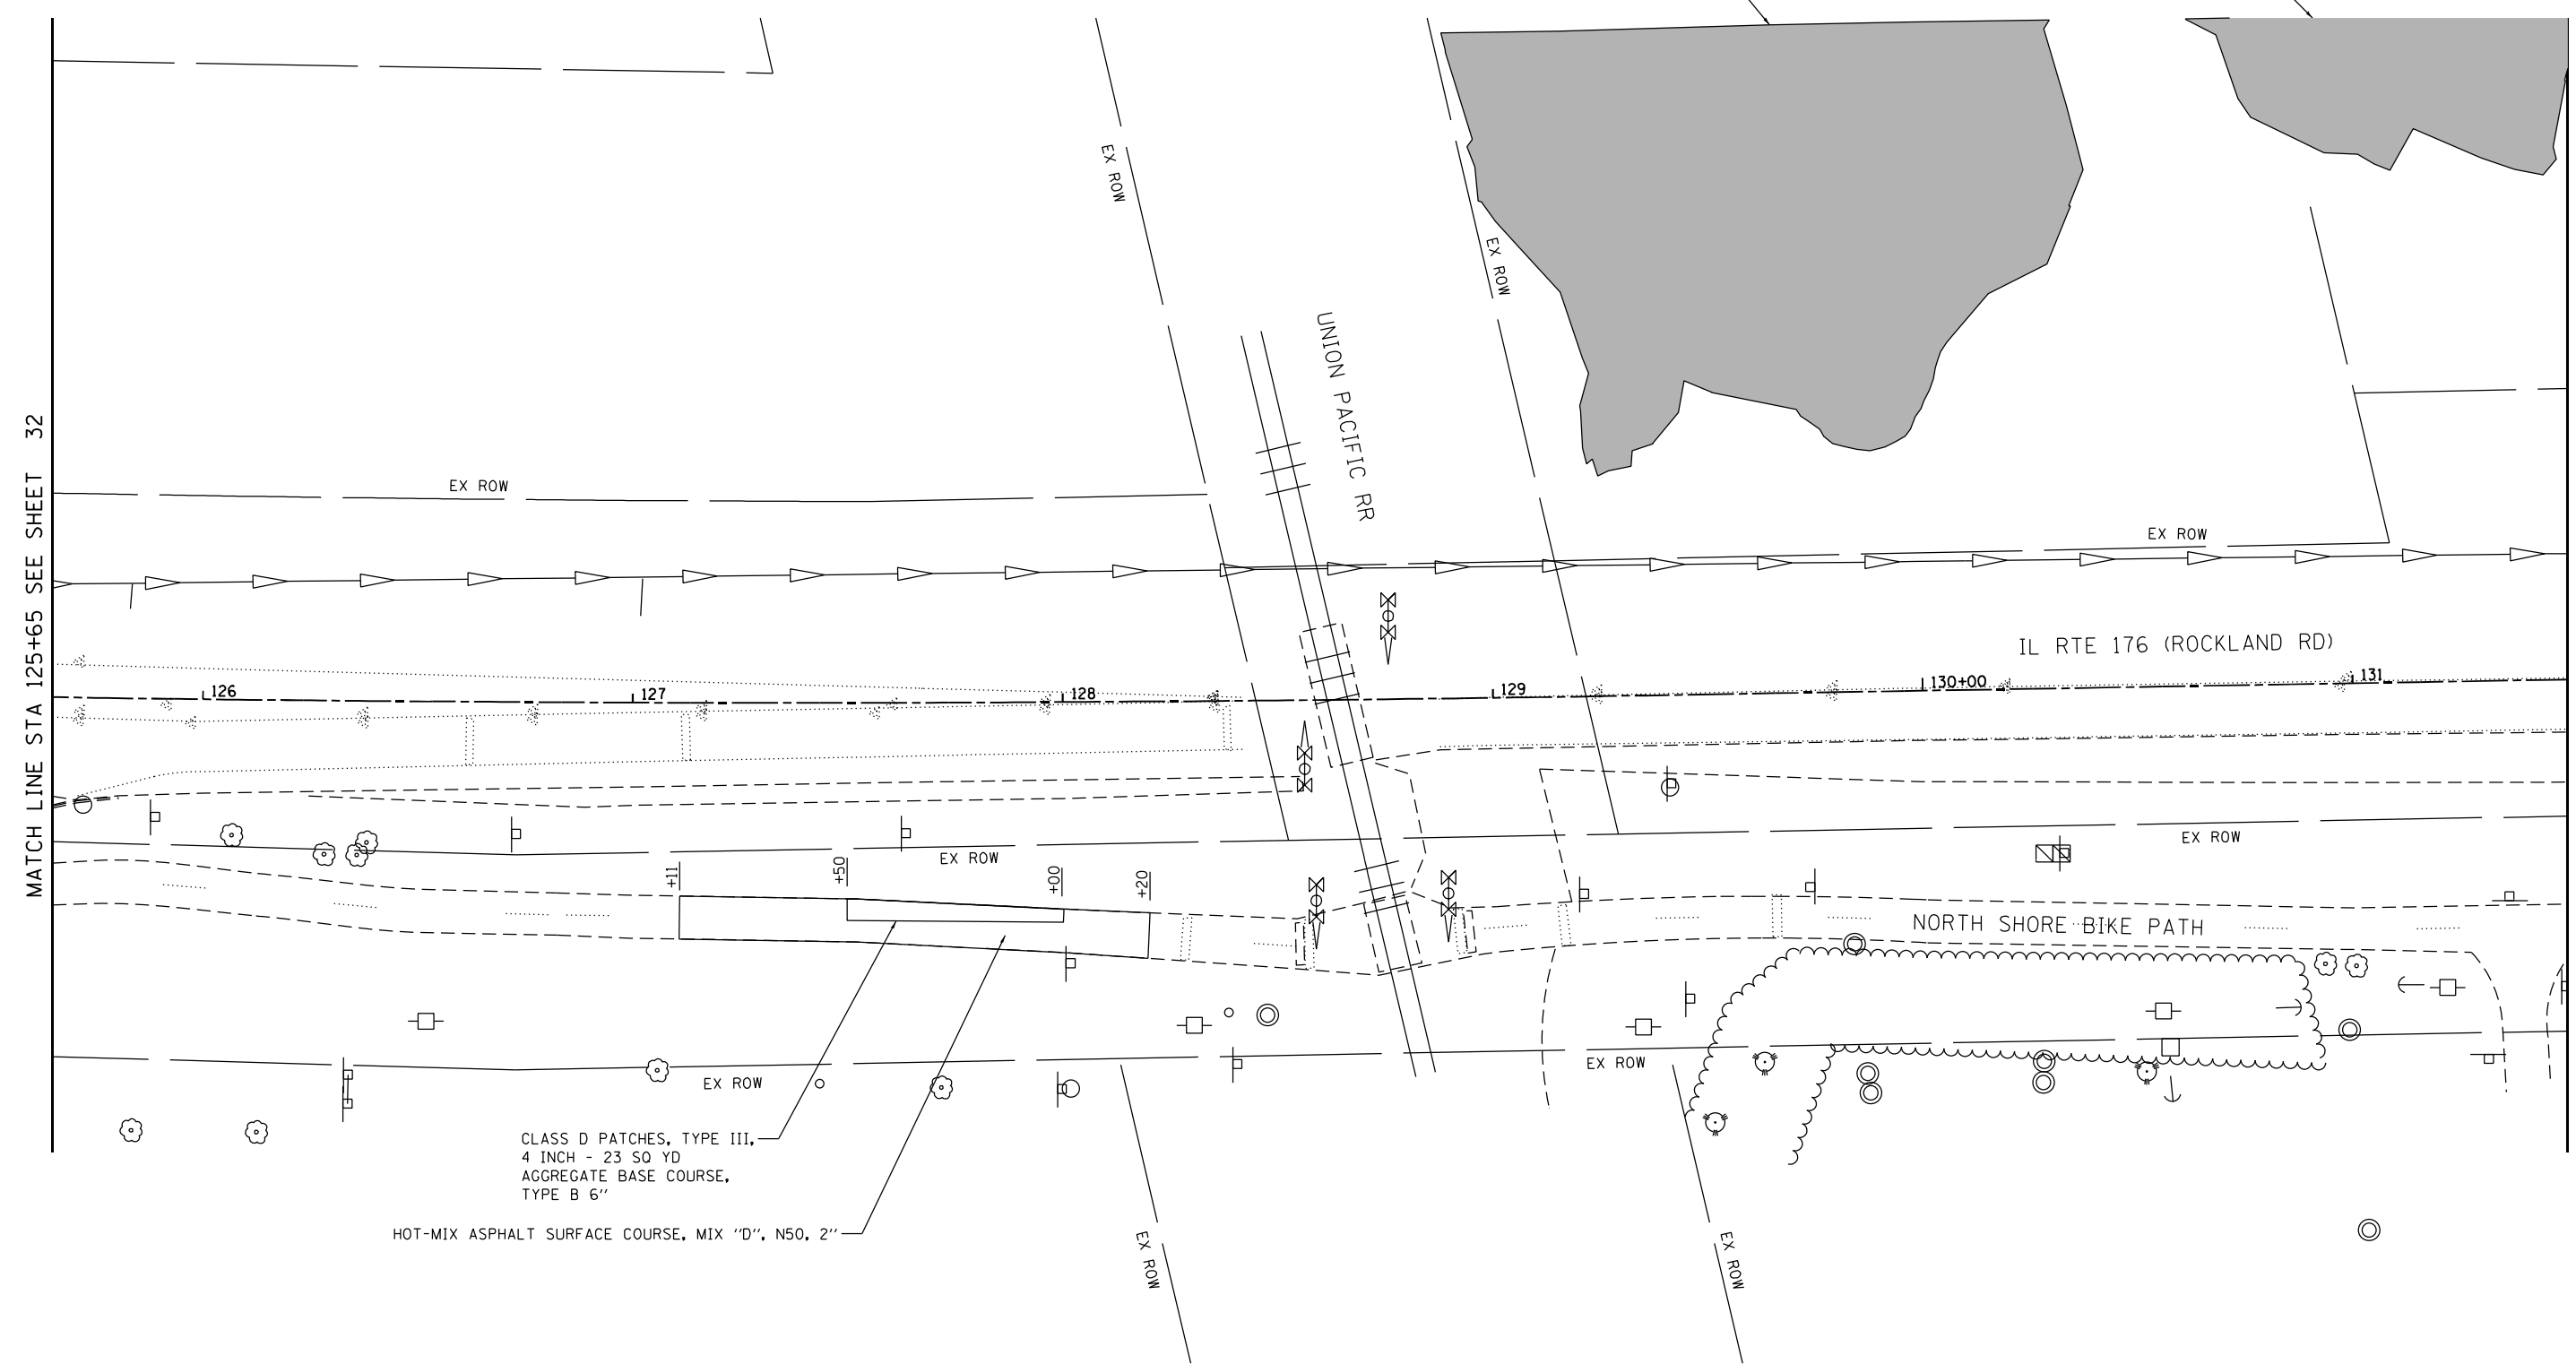 MATCH LINE STA 125+65 SEE SHEET 32
EX ROW
EX ROW
UNION PACIFIC RR
EX ROW
EX ROW
IL RTE 176 (ROCKLAND RD)
126
127
128
129
130+00
131
EX ROW
EX ROW
+11
+50
+00
+20
NORTH SHORE BIKE PATH
EX ROW
EX ROW
CLASS D PATCHES, TYPE III,
4 INCH - 23 SQ YD
AGGREGATE BASE COURSE,
TYPE B 6"
HOT-MIX ASPHALT SURFACE COURSE, MIX "D", N50, 2"
EX ROW
EX ROW